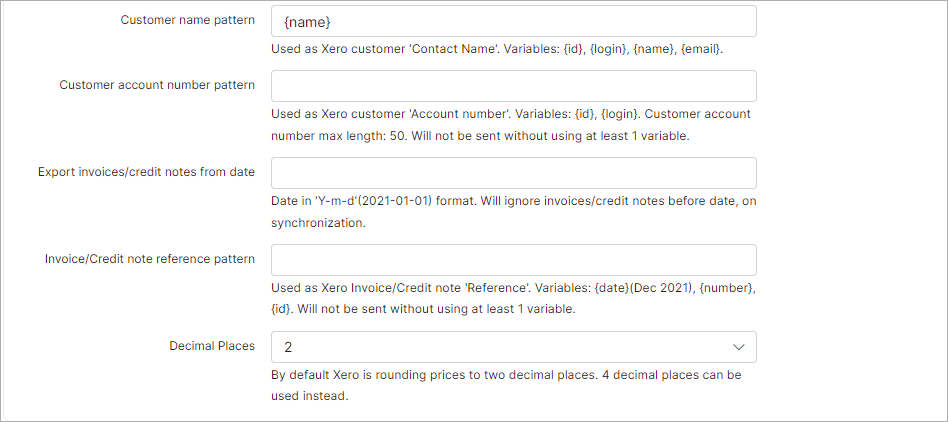 Customer name pattern
{name}
Used as Xero customer 'Contact Name'. Variables: {id}, {login}, {name}, {email}.
Customer account number pattern
Used as Xero customer 'Account number'. Variables: {id}, {login}. Customer account
number max length: 50. Will not be sent without using at least 1 variable.
Export invoices/credit notes from date
Date in 'Y-m-d'(2021-01-01) format. Will ignore invoices/credit notes before date, on
synchronization.
Invoice/Credit note reference pattern
Used as Xero Invoice/Credit note 'Reference'. Variables: {date}(Dec 2021), {number},
{id}. Will not be sent without using at least 1 variable.
Decimal Places
2
By default Xero is rounding prices to two decimal places. 4 decimal places can be
used instead.